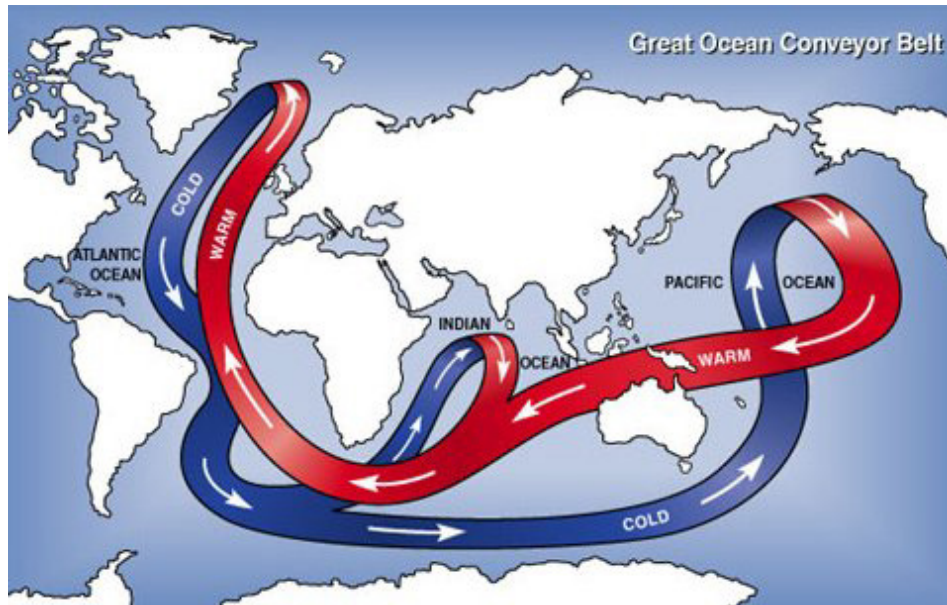 Great Ocean Conveyor Belt
COLD
WARM
ATLANTIC
OCEAN
PACIFIC
OCEAN
INDIAN
OCEAN
WARM
COLD